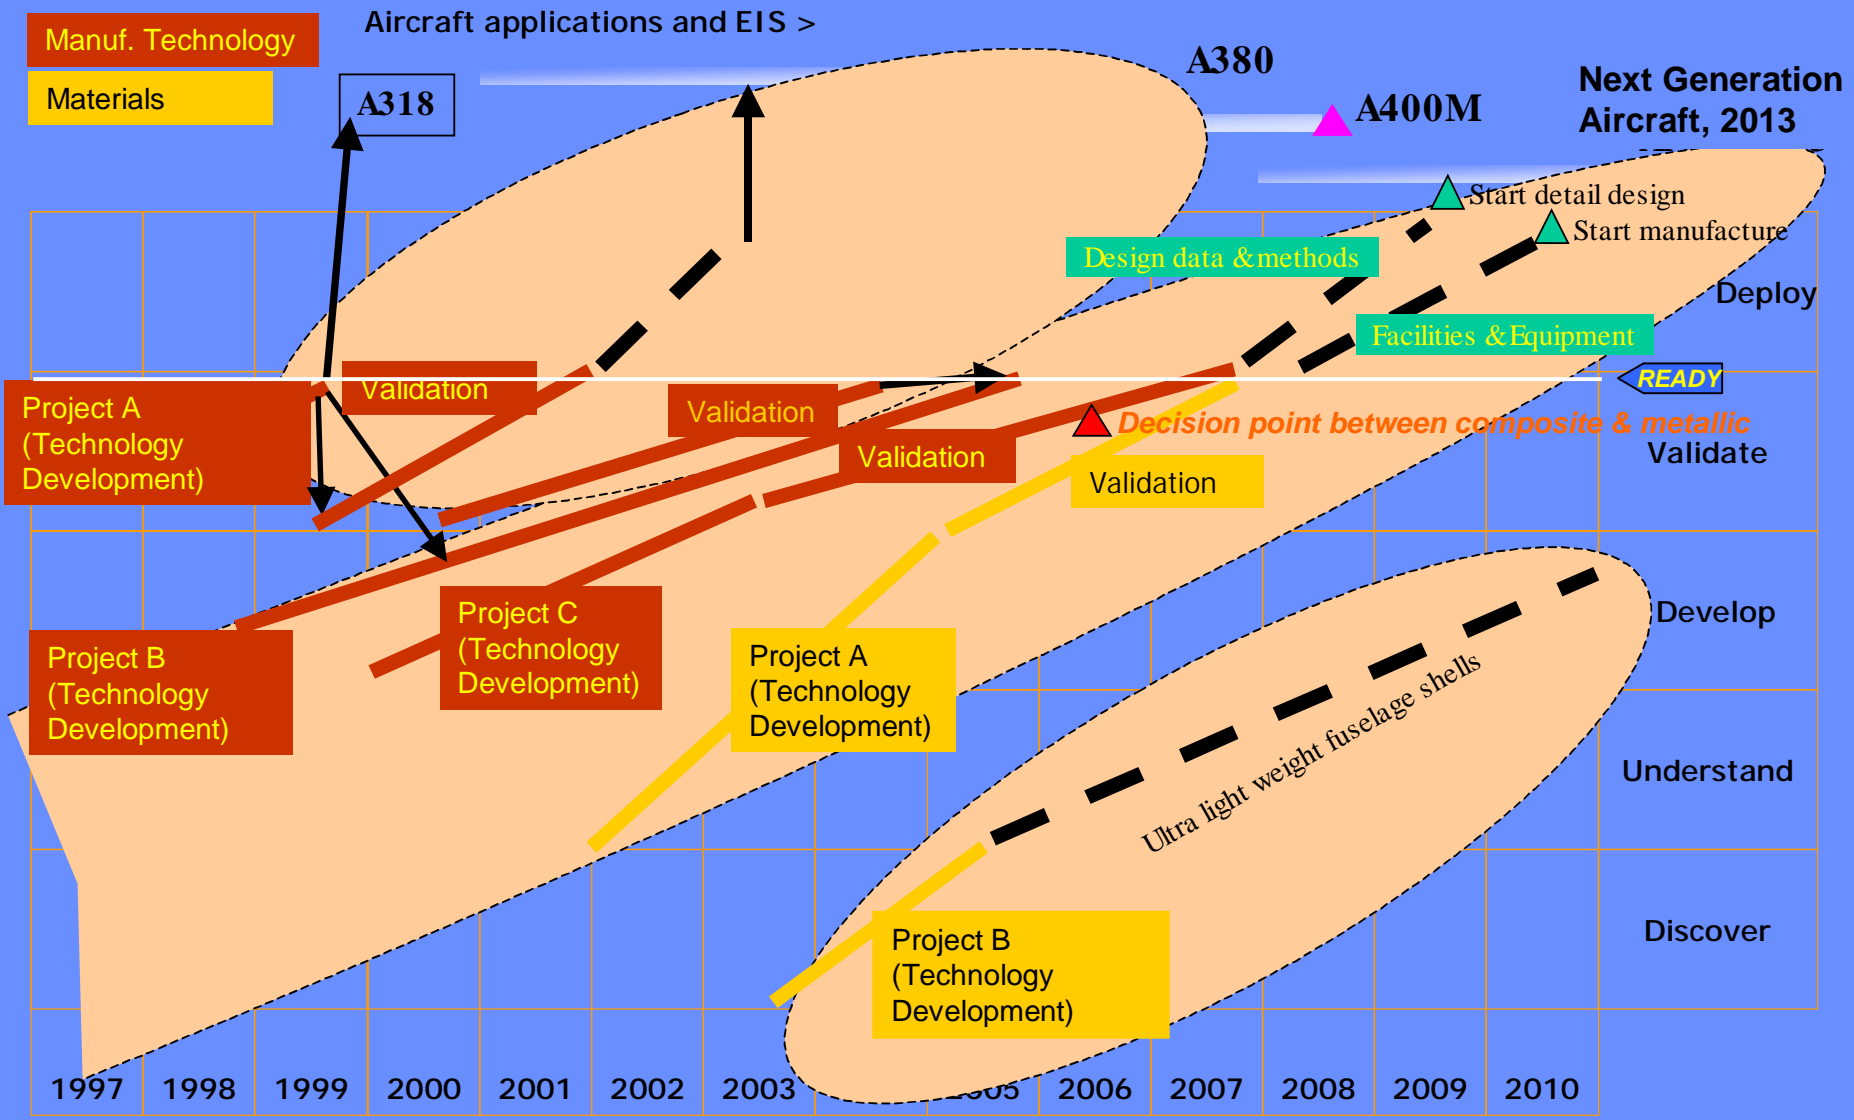 Aircraft applications and EIS >
Manuf. Technology
Materials
A318
A380
A400M
Next Generation
Aircraft, 2013
Start detail design
Start manufacture
Design data & methods
Deploy
Facilities & Equipment
READY
Validation
Project A
(Technology
Development)
Validation
Decision point between composite & metallic
Validation
Validate
Validation
Project C
(Technology
Development)
Develop
Project B
(Technology
Development)
Project A
(Technology
Development)
Ultra light weight fuselage shells
Understand
Project B
(Technology
Development)
Discover
1997 1998 1999 2000 2001 2002 2003 2006 2007 2008 2009 2010